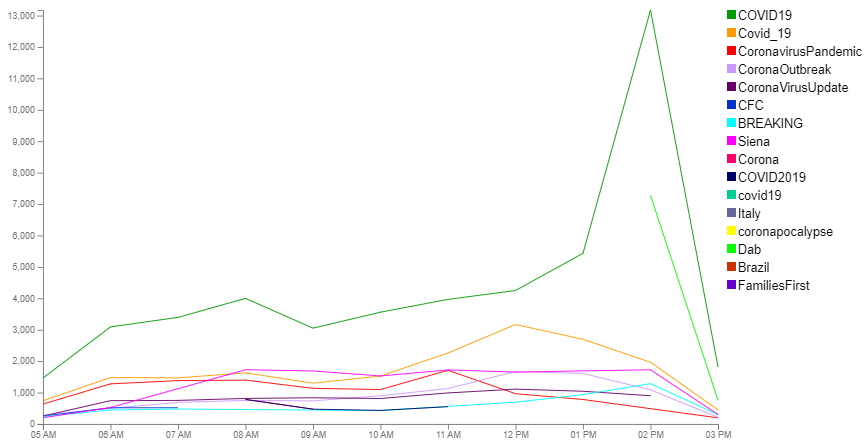 13,000
12,000
11,000
10,000
9,000
8,000
7,000
6,000
5,000
4,000
3,000
2,000
1,000
0
05 AM 06 AM 07 AM 08 AM 09 AM 10 AM 11 AM 12 PM 01 PM 02 PM 03 PM
COVID19
Covid_19
CoronavirusPandemic
CoronaOutbreak
CoronaVirusUpdate
CFC
BREAKING
Siena
Corona
COVID2019
covid19
Italy
coronapocalypse
Dab
Brazil
FamiliesFirst